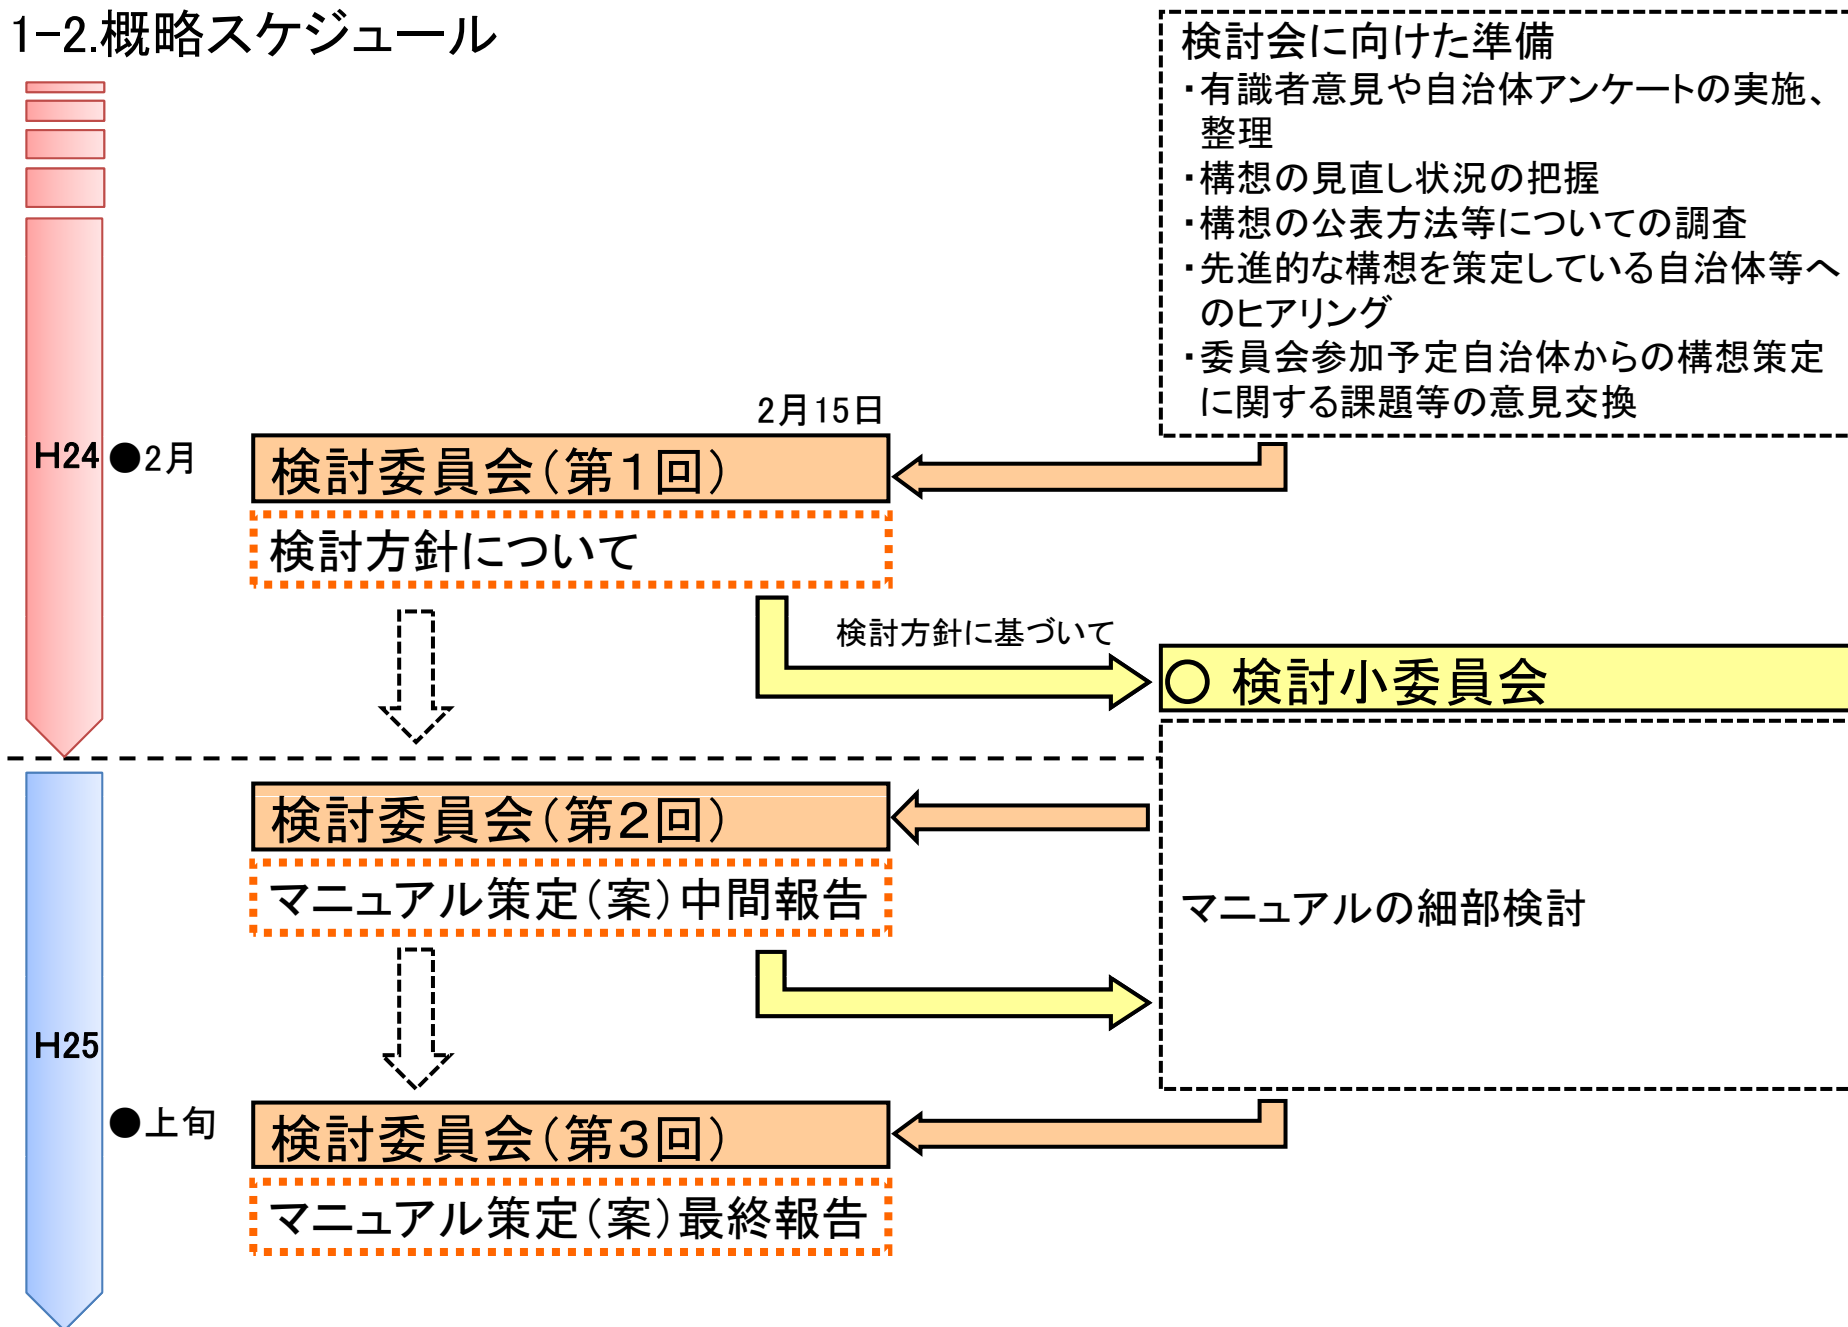 1-2.概略スケジュール
検討会に向けた準備
・有識者意見や自治体アンケートの実施、
整理
・構想の見直し状況の把握
・構想の公表方法等についての調査
・先進的な構想を策定している自治体等へ
のヒアリング
・委員会参加予定自治体からの構想策定
に関する課題等の意見交換
2月15日
H24 ●2月
検討委員会(第1回)
検討方針について
検討方針に基づいて
○ 検討小委員会
検討委員会(第2回)
マニュアル策定(案)中間報告
マニュアルの細部検討
H25
●上旬
検討委員会(第3回)
マニュアル策定(案)最終報告